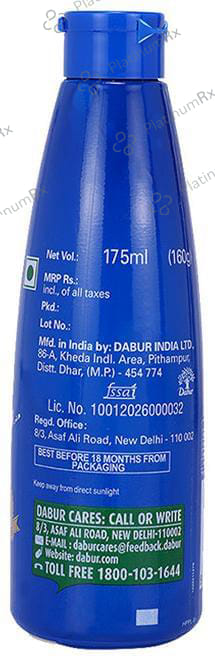 PlatinumRx
Net Vol.: 175ml (160g
MRP Rs.:
incl., of all taxes
Pkd.:
Lot No.:
Mfd. in India by: DABUR INDIA LTD.
86-A, Kheda Indl. Area, Pithampur,
Distt. Dhar, (M.P.) - 454 774
fssai
Dabur
Lic. No. 10012026000032
Regd. Office:
8/3, Asaf Ali Road, New Delhi - 110 002
BEST BEFORE 18 MONTHS FROM
PACKAGING
Keep away from direct sunlight
DABUR CARES: CALL OR WRITE
8/3, ASAF ALI ROAD, NEW DELHI-110002
E-MAIL: daburcares@feedback.dabur
Website: dabur.com
TOLL FREE 1800-103-1644